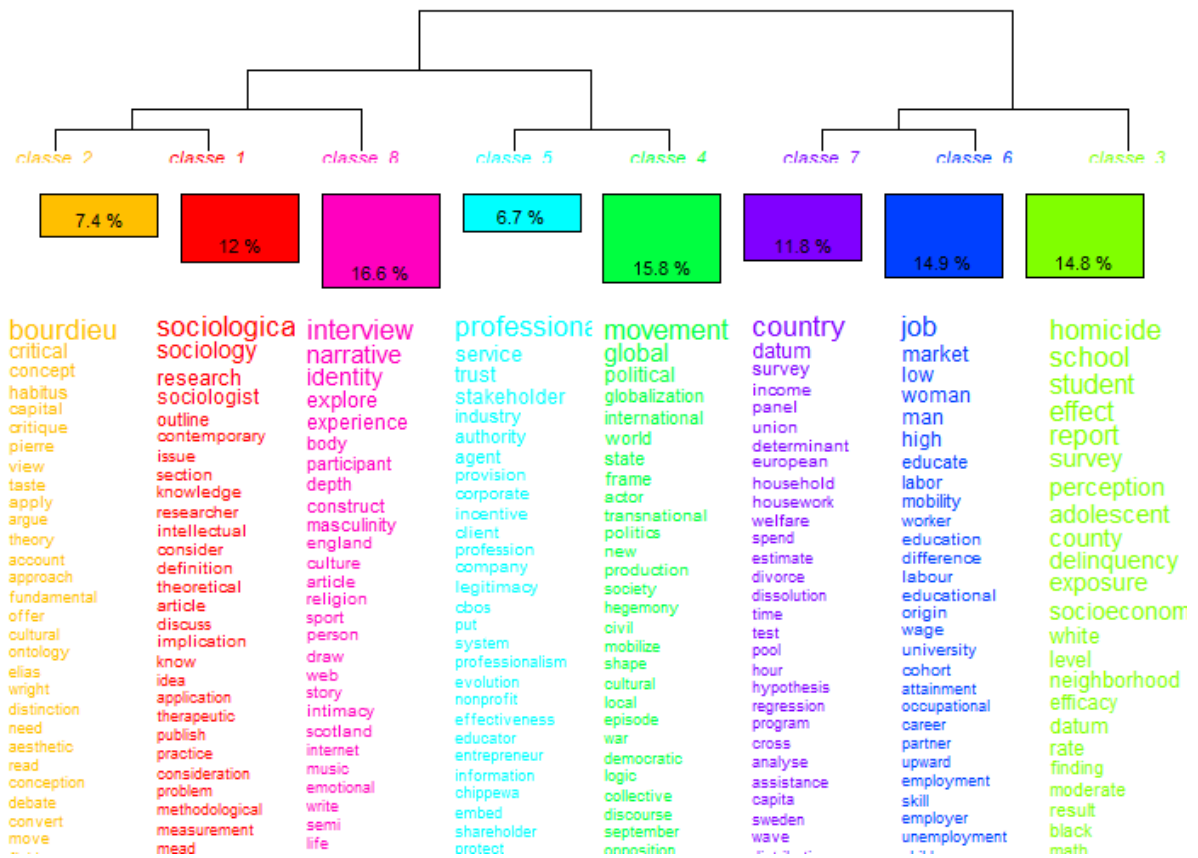 classe 2
classe 1
classe 8
classe 5
classe 4
classe 7
classe 6
classe 3
7.4 %
12 %
16.6 %
6.7 %
15.8 %
11.8 %
14.9 %
14.8 %
bourdieu
critical
concept
habitus
capital
critique
pierre
view
taste
apply
argue
theory
account
approach
fundamental
offer
cultural
ontology
elias
wright
distinction
need
aesthetic
read
conception
debate
convert
move
sociologica
sociology
research
sociologist
outline
contemporary
issue
section
knowledge
researcher
intellectual
consider
definition
theoretical
article
discuss
implication
know
idea
application
therapeutic
publish
practice
consideration
problem
methodological
measurement
mead
interview
narrative
identity
explore
experience
body
participant
depth
construct
masculinity
england
culture
article
religion
sport
person
draw
web
story
intimacy
scotland
internet
music
emotional
write
semi
life
professiona
service
trust
stakeholder
industry
authority
agent
provision
corporate
incentive
client
profession
company
legitimacy
cbos
put
system
professionalism
evolution
nonprofit
effectiveness
educator
entrepreneur
information
chippewa
embed
shareholder
protect
movement
global
political
globalization
international
world
state
frame
actor
transnational
politics
new
production
society
hegemony
civil
mobilize
shape
cultural
local
episode
war
democratic
logic
collective
discourse
september
opposition
country
datum
survey
income
panel
union
determinant
european
household
housework
welfare
spend
estimate
divorce
dissolution
time
test
pool
hour
hypothesis
regression
program
cross
analyse
assistance
capita
sweden
wave
job
market
low
woman
man
high
educate
labor
mobility
worker
education
difference
labour
educational
origin
wage
university
cohort
attainment
occupational
career
partner
upward
employment
skill
employer
unemployment
homicide
school
student
effect
report
survey
perception
adolescent
county
delinquency
exposure
socioeconom
white
level
neighborhood
efficacy
datum
rate
finding
moderate
result
black
math